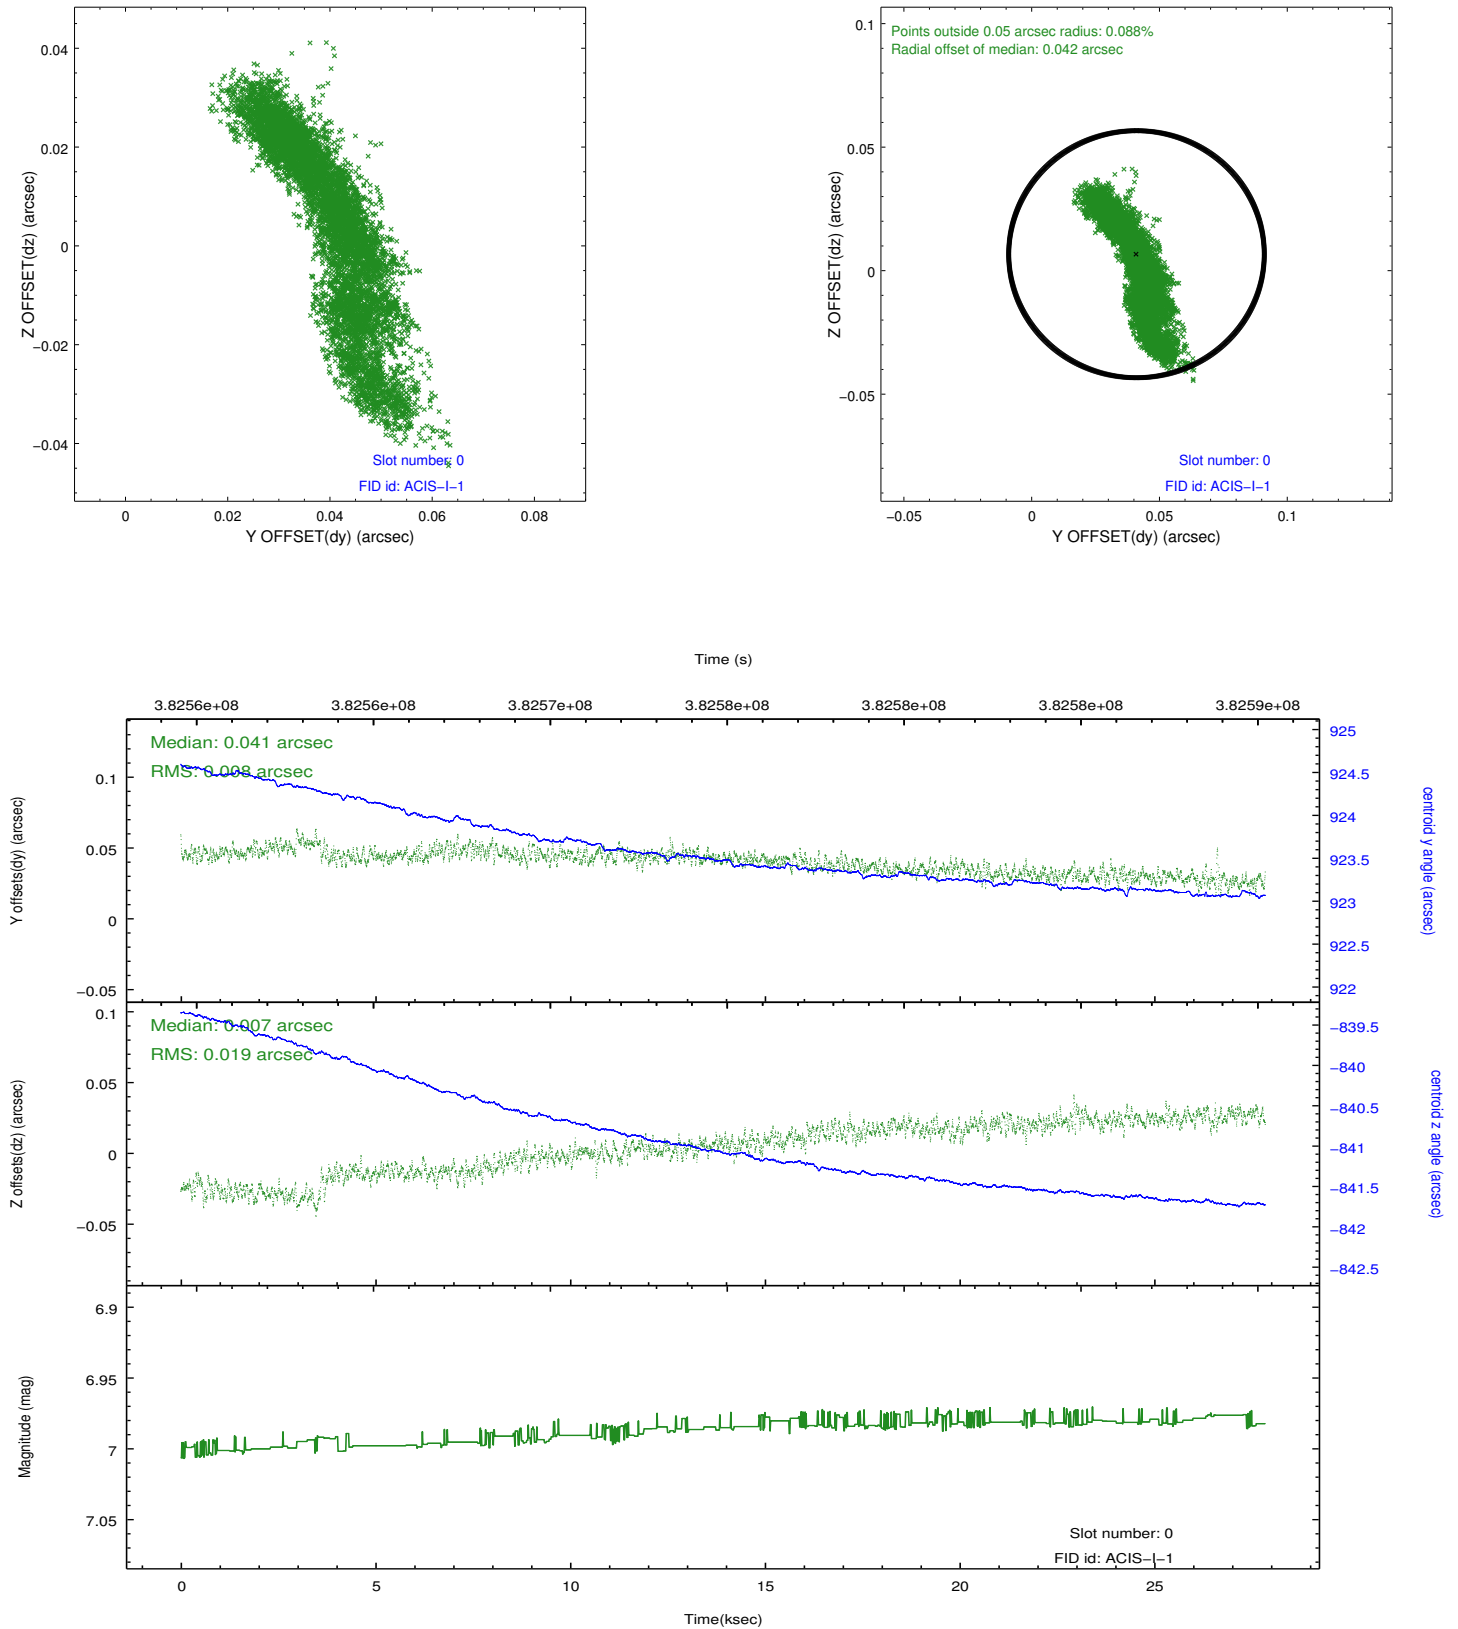 0.04
0.02
0
−0.02
−0.04
Z OFFSET(dz) (arcsec)
Slot number: 0
FID id: ACIS−I−1
0
0.02
0.04
0.06
0.08
Y OFFSET(dy) (arcsec)
Points outside 0.05 arcsec radius: 0.088%
Radial offset of median: 0.042 arcsec
0.1
0.05
0
−0.05
Z OFFSET(dz) (arcsec)
Slot number: 0
FID id: ACIS−I−1
−0.05
0
0.05
0.1
Y OFFSET(dy) (arcsec)
Time (s)
3.8256e+08
3.8256e+08
3.8257e+08
3.8258e+08
3.8258e+08
3.8258e+08
3.8259e+08
Median: 0.041 arcsec
RMS: 0.008 arcsec
0.1
0.05
0
−0.05
Y offsets(dy) (arcsec)
925
924.5
924
923.5
923
922.5
922
centroid y angle (arcsec)
Median: 0.007 arcsec
RMS: 0.019 arcsec
0.1
0.05
0
−0.05
Z offsets(dz) (arcsec)
−839.5
−840
−840.5
−841
−841.5
−842
−842.5
centroid z angle (arcsec)
6.9
6.95
7
7.05
Magnitude (mag)
Slot number: 0
FID id: ACIS−I−1
0
5
10
15
20
25
Time(ksec)